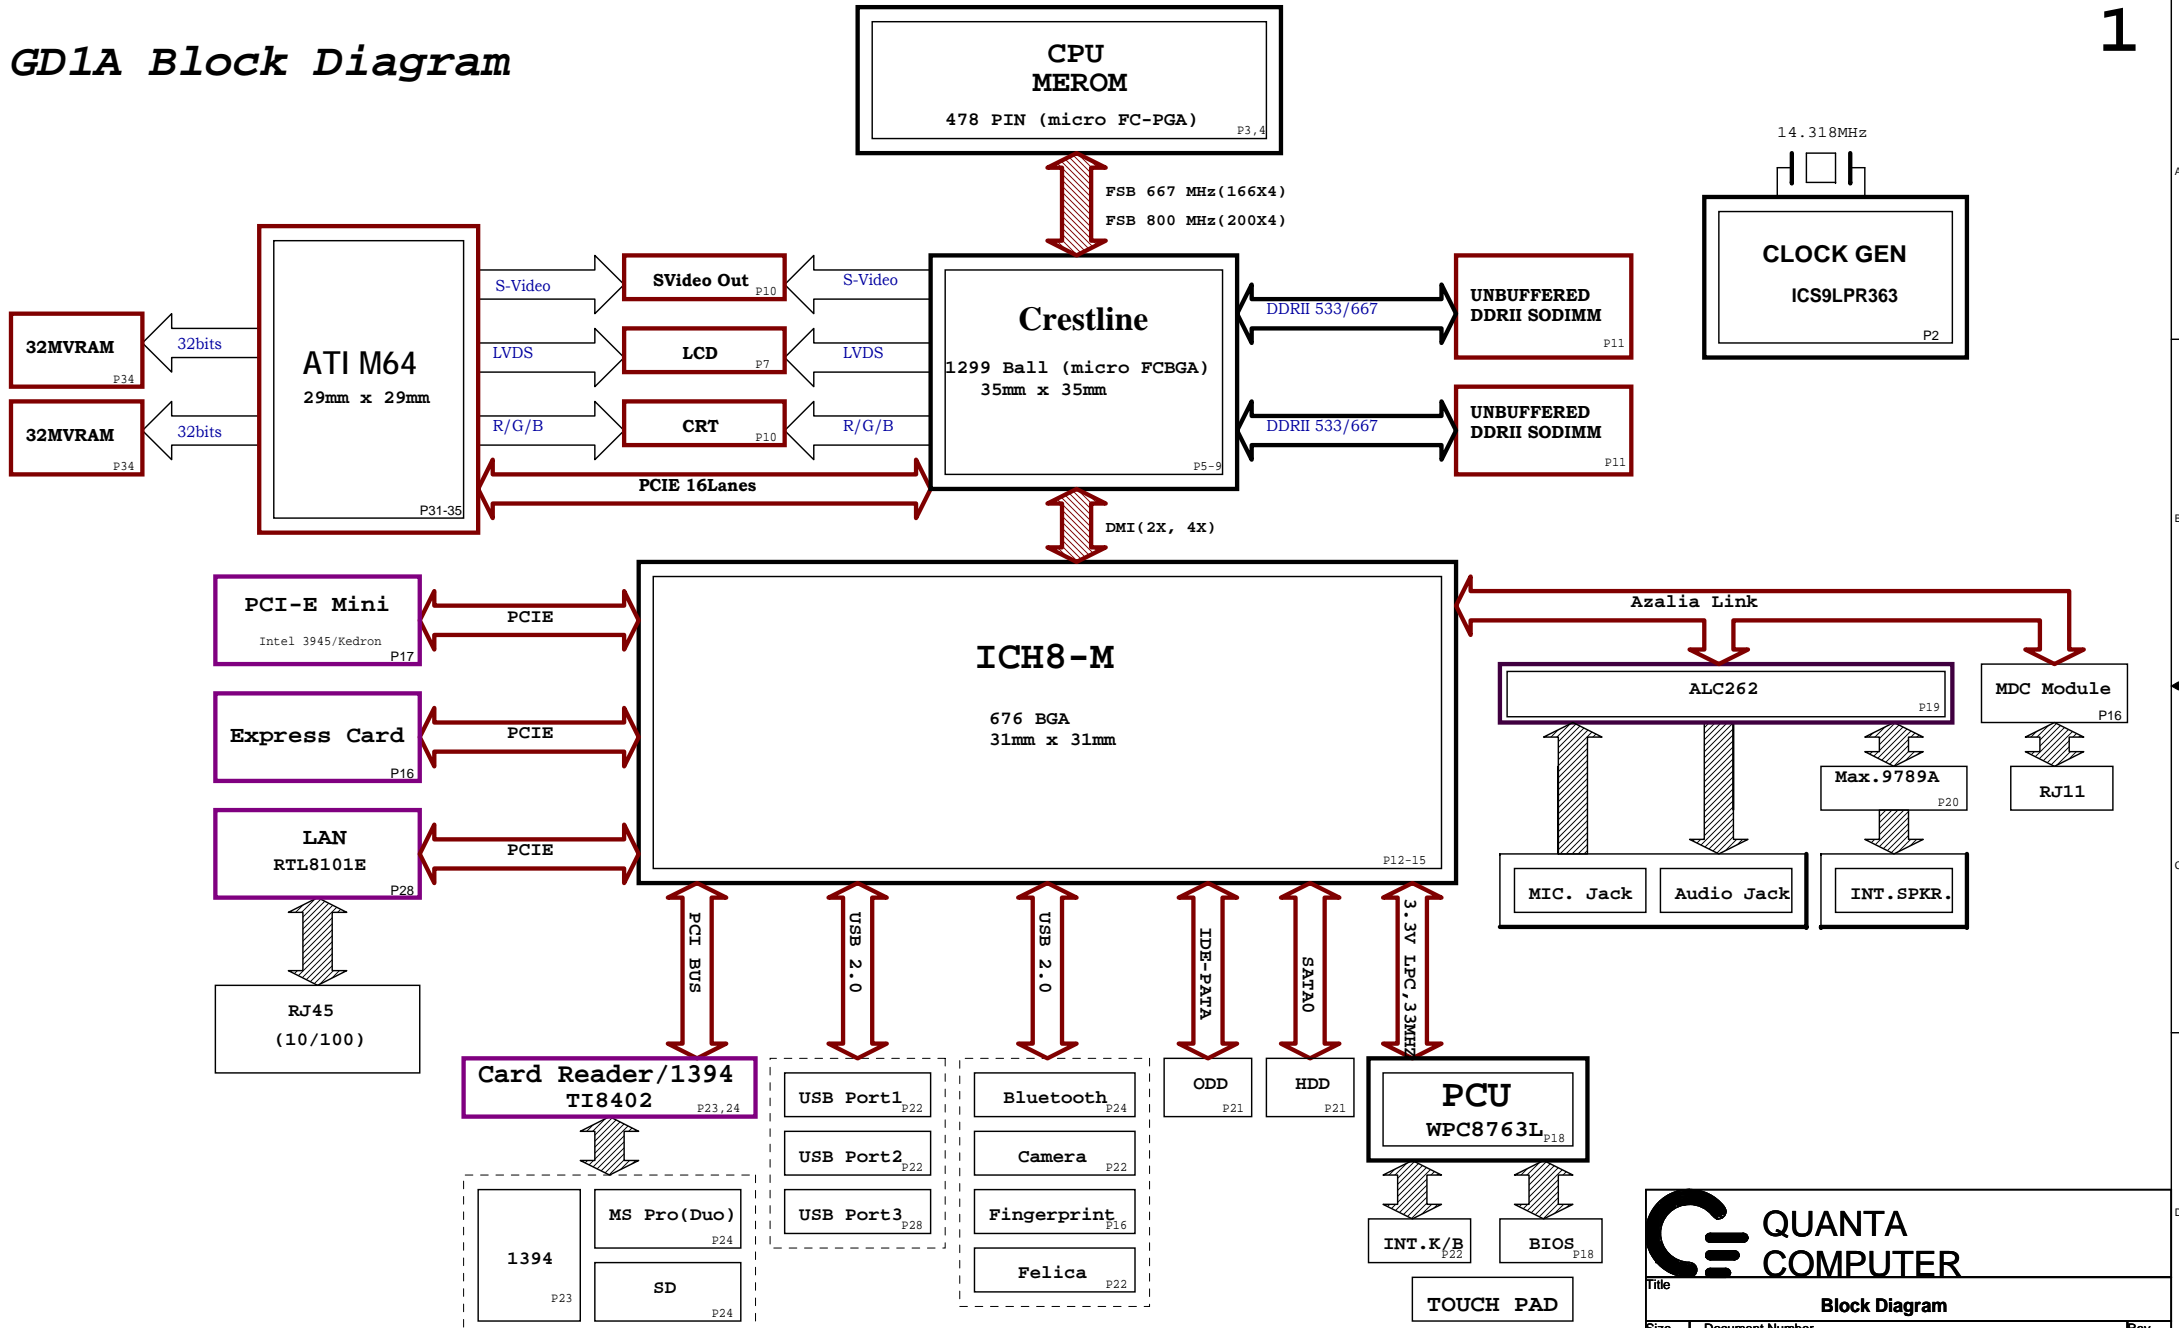 GD1A Block Diagram
1
CPU
MEROM
478 PIN (micro FC-PGA)
P3,4
FSB 667 MHz(166X4)
FSB 800 MHz(200X4)
14.318MHz
CLOCK GEN
ICS9LPR363
P2
ATI M64
29mm x 29mm
P31-35
32MVRAM
P34
32bits
32MVRAM
P34
32bits
S-Video
SVideo Out
P10
S-Video
LVDS
LCD
P7
LVDS
R/G/B
CRT
P10
R/G/B
PCIE 16Lanes
Crestline
1299 Ball (micro FCBGA)
35mm x 35mm
P5-9
DDRII 533/667
UNBUFFERED
DDRII SODIMM
P11
DDRII 533/667
UNBUFFERED
DDRII SODIMM
P11
DMI(2X, 4X)
PCI-E Mini
Intel 3945/Kedron
P17
PCIE
Express Card
P16
PCIE
LAN
RTL8101E
P28
PCIE
RJ45
(10/100)
ICH8-M
676 BGA
31mm x 31mm
P12-15
Azalia Link
ALC262
P19
MDC Module
P16
Max.9789A
P20
RJ11
MIC. Jack
Audio Jack
INT.SPKR.
PCI BUS
USB 2.0
USB 2.0
IDE-PATA
SATA0
3.3V LPC,33MHZ
Card Reader/1394
TI8402
P23,24
1394
P23
MS Pro(Duo)
P24
SD
P24
USB Port1
P22
USB Port2
P22
USB Port3
P28
Bluetooth
P24
Camera
P22
Fingerprint
P16
Felica
P22
ODD
P21
HDD
P21
PCU
WPC8763L
P18
INT.K/B
P22
BIOS
P18
TOUCH PAD
QUANTA
COMPUTER
Title
Block Diagram
Size
Document Number
Rev
A
B
C
D